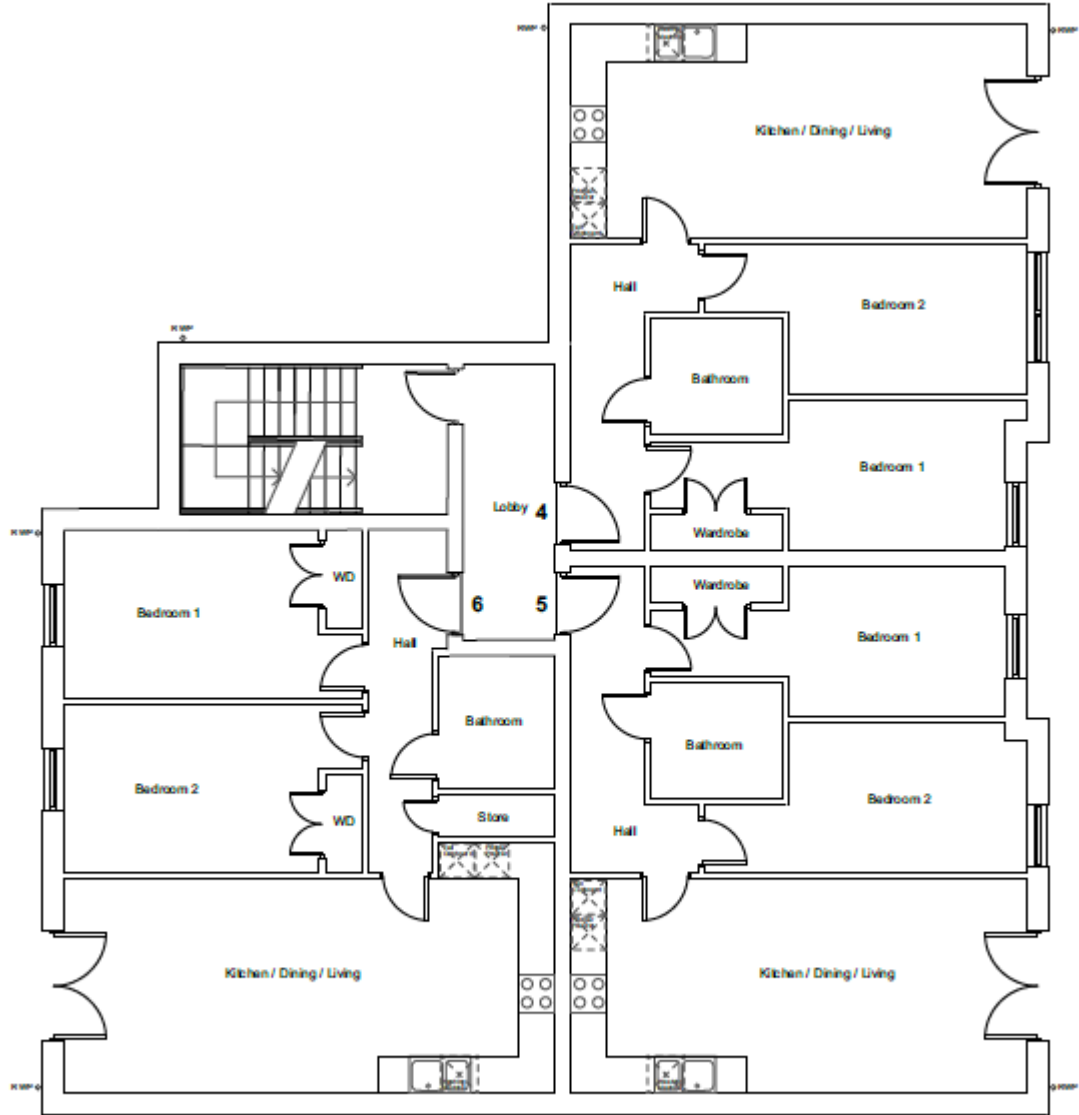 RWP
RWP
Kitchen / Dining / Living
Hall
Bedroom 2
RWP
Bathroom
Bedroom 1
Lobby 4
Wardrobe
RWP
WD
Wardrobe
Bedroom 1
6 5
Hall
Bedroom 1
Bathroom
Bathroom
Bedroom 2
WD
Store
Hall
Bedroom 2
Kitchen / Dining / Living
Kitchen / Dining / Living
RWP
RWP